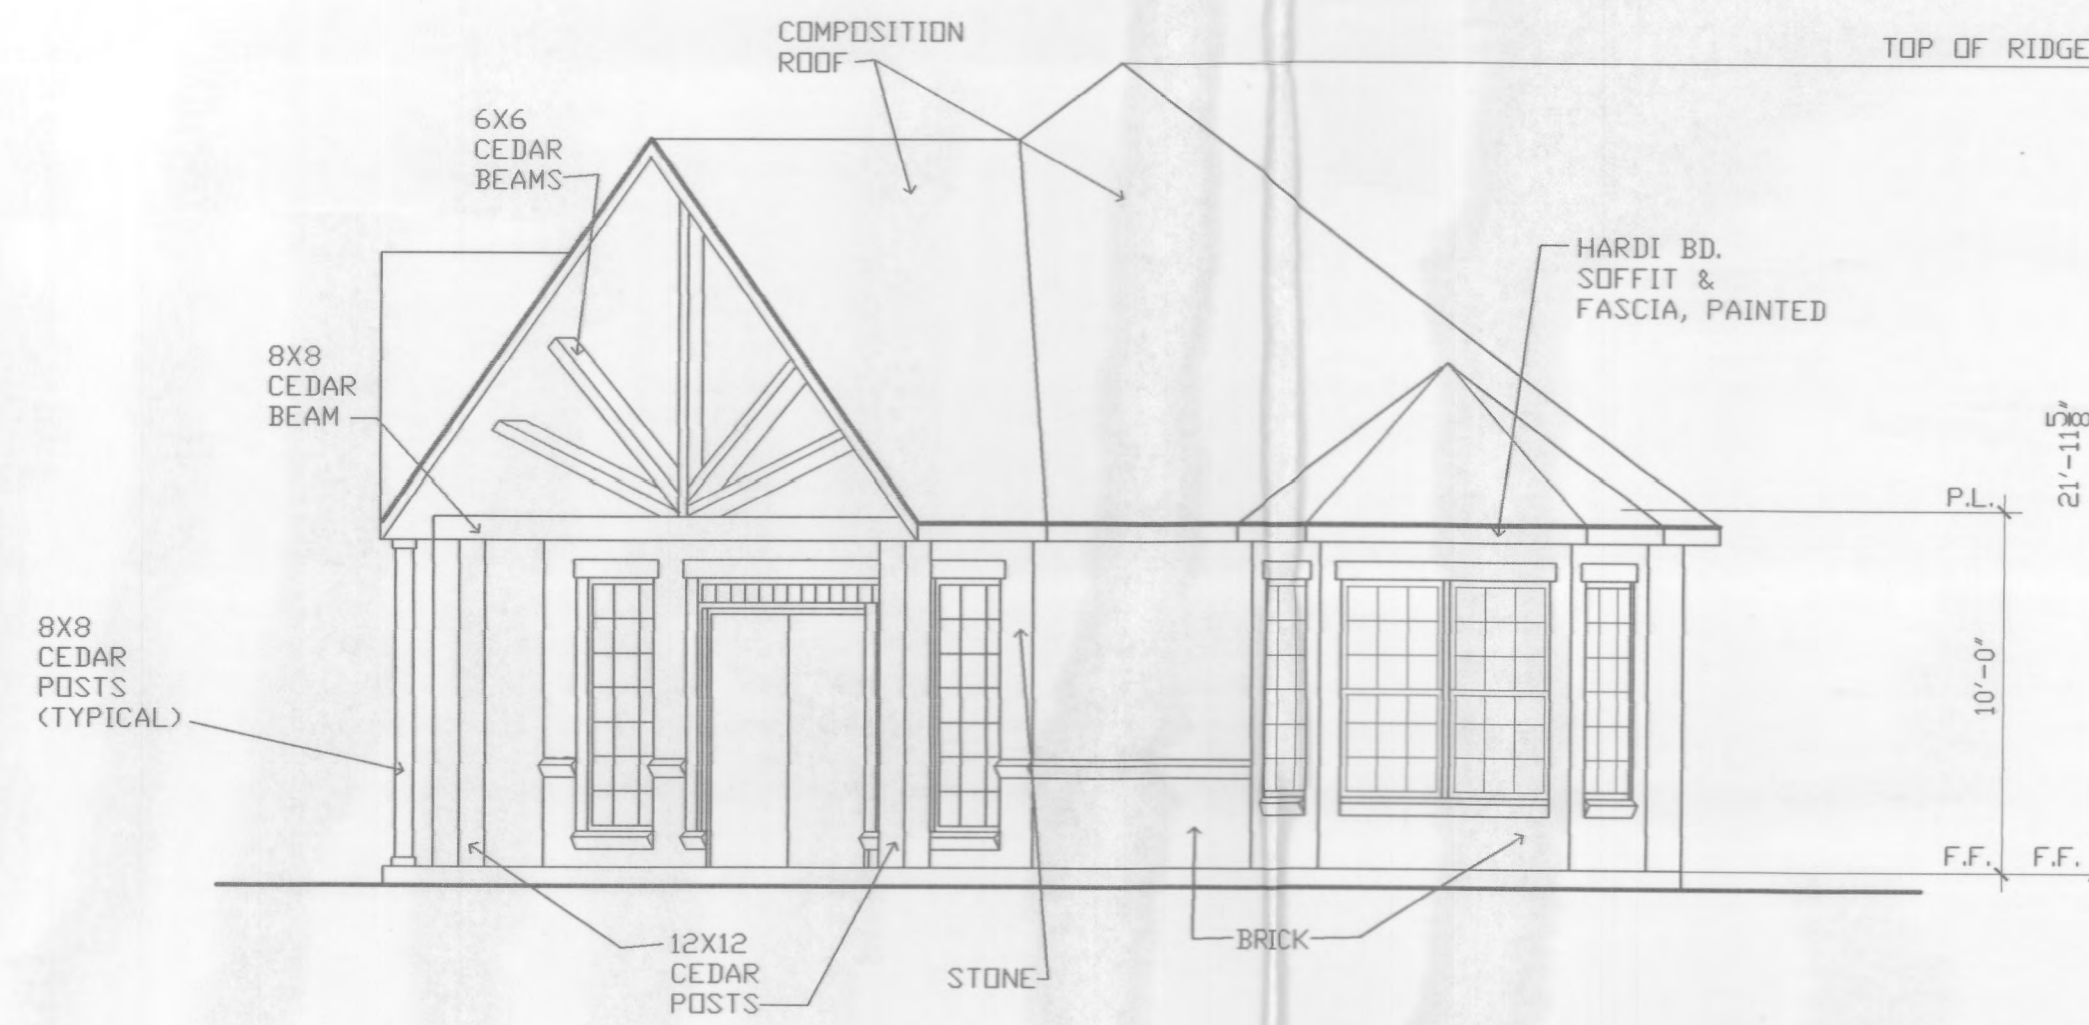 COMPOSITION
ROOF
TOP OF RIDGE
6X6
CEDAR
BEAMS
HARDI BD.
SOFFIT &
FASCIA, PAINTED
8X8
CEDAR
BEAM
21'-11 5/8"
P.L.
8X8
CEDAR
POSTS
(TYPICAL)
10'-0"
F.F.
F.F.
12X12
CEDAR
POSTS
STONE
BRICK